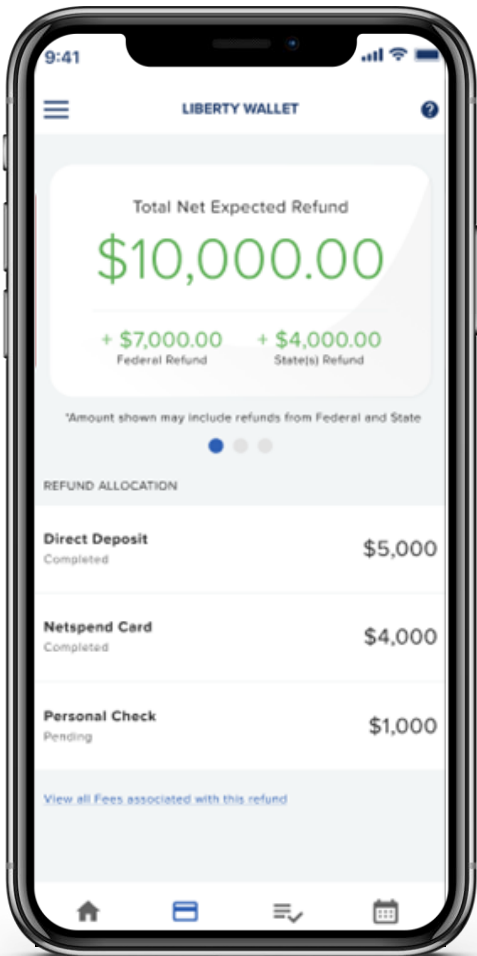 9:41
LIBERTY WALLET
?
Total Net Expected Refund
$10,000.00
+ $7,000.00 + $4,000.00
Federal Refund State(s) Refund
*Amount shown may include refunds from Federal and State
REFUND ALLOCATION
Direct Deposit
Completed
$5,000
Netspend Card
Completed
$4,000
Personal Check
Pending
$1,000
View all Fees associated with this refund